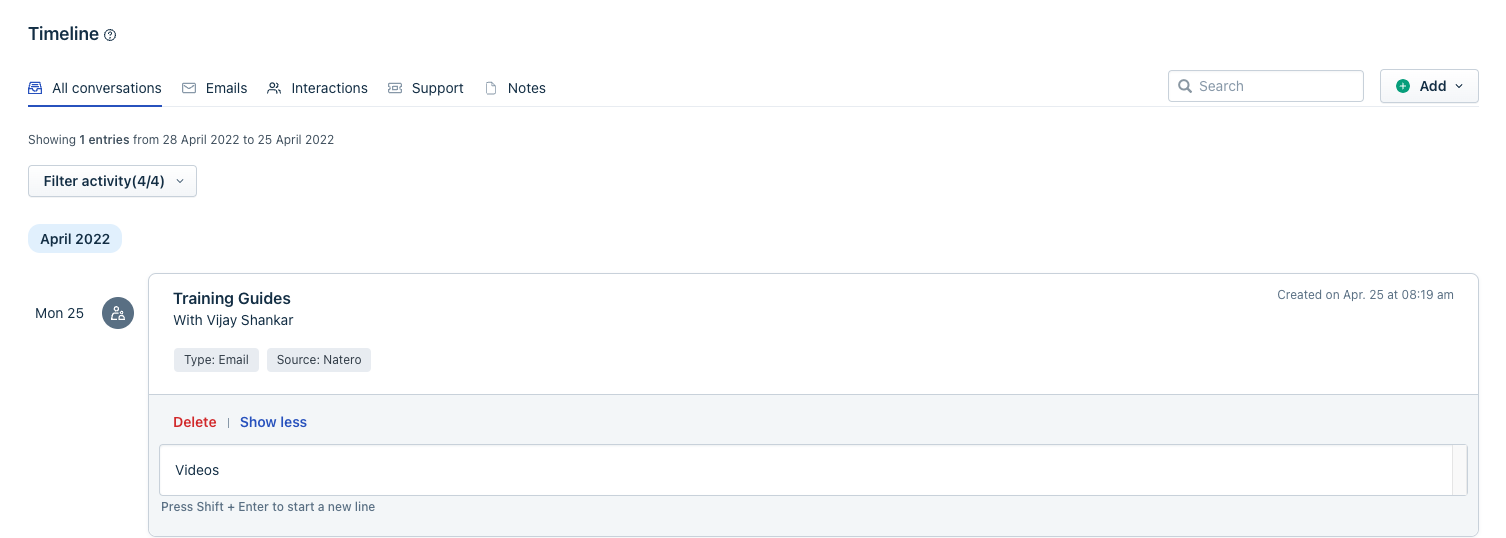 Timeline
All conversations Emails Interactions Support Notes Search Add
Showing 1 entries from 28 April 2022 to 25 April 2022
Filter activity(4/4)
April 2022
Mon 25
Training Guides
Created on Apr. 25 at 08:19 am
With Vijay Shankar
Type: Email Source: Natero
Delete | Show less
Videos
Press Shift + Enter to start a new line